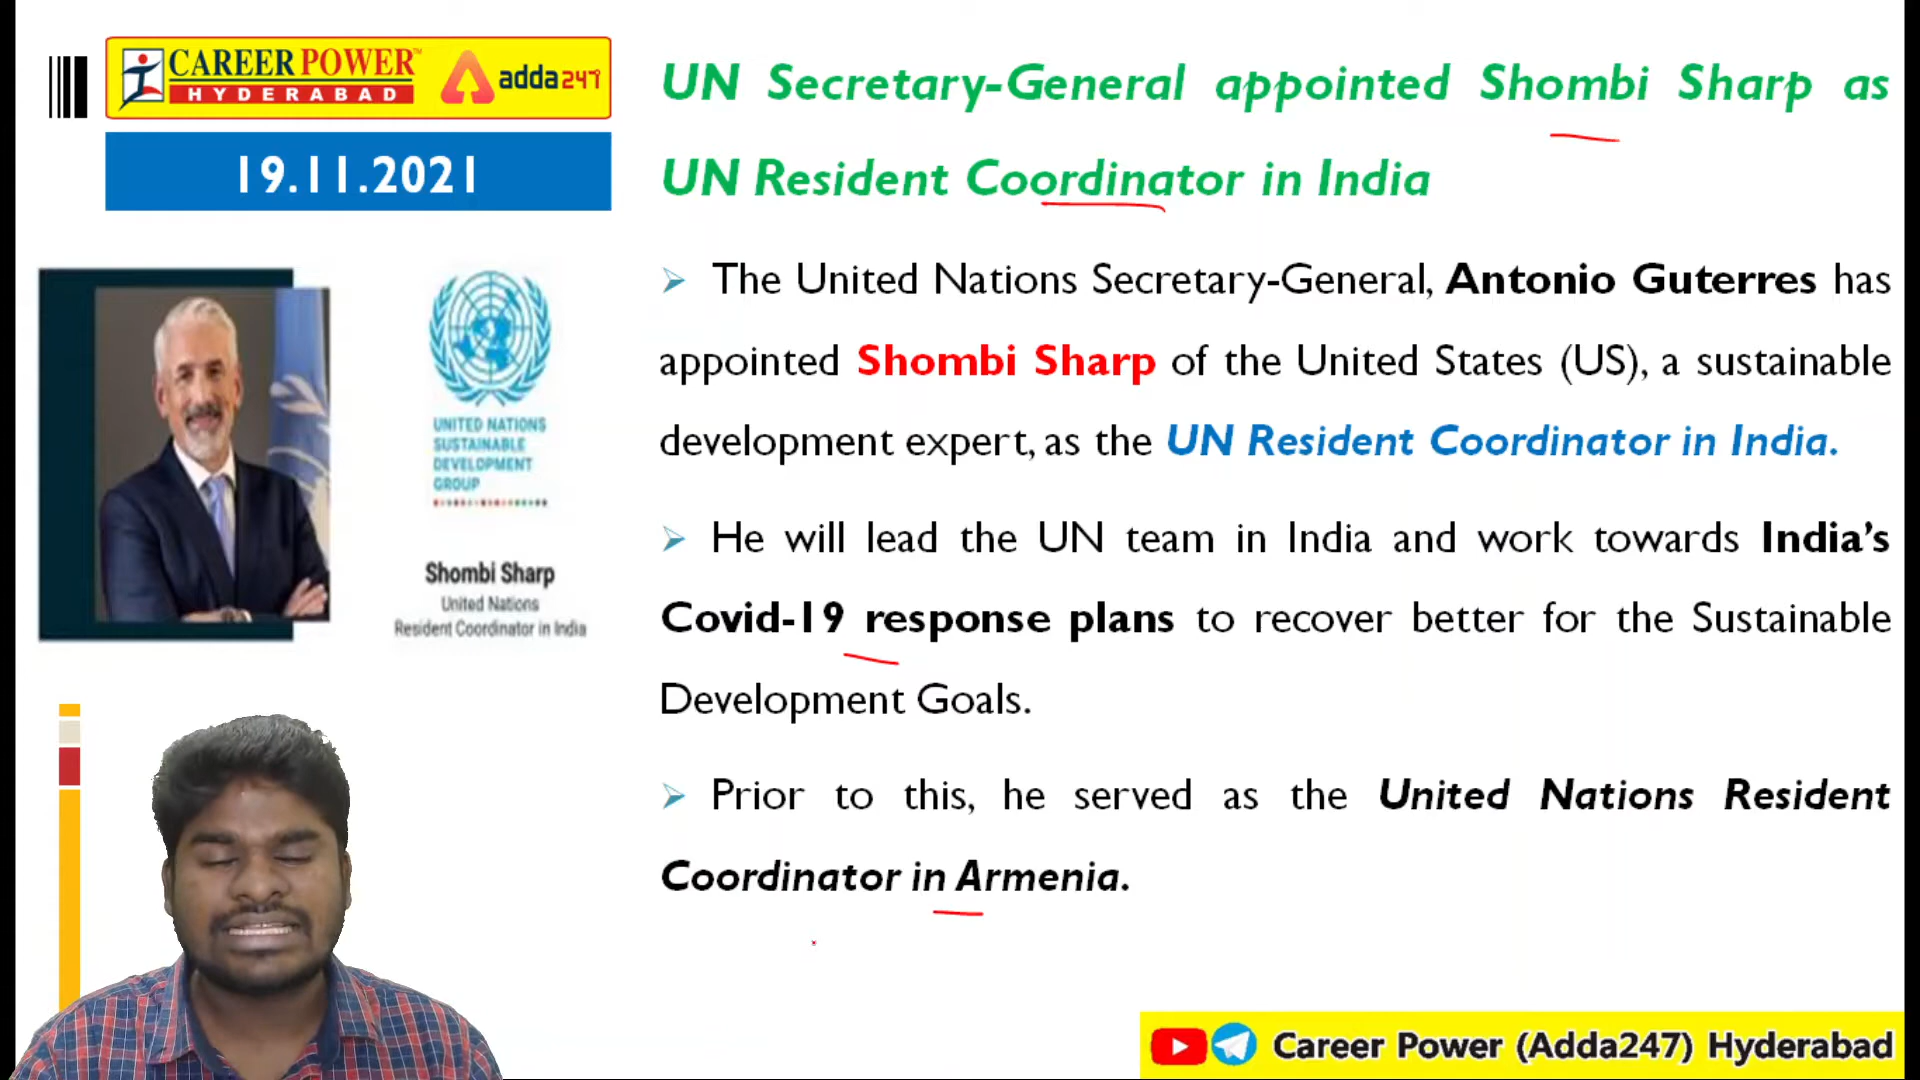 CAREER POWER™
HYDERABAD
adda247
19.11.2021
UN Secretary-General appointed Shombi Sharp as
UN Resident Coordinator in India
The United Nations Secretary-General, Antonio Guterres has
appointed Shombi Sharp of the United States (US), a sustainable
development expert, as the UN Resident Coordinator in India.
He will lead the UN team in India and work towards India's
Covid-19 response plans to recover better for the Sustainable
Development Goals.
Prior to this, he served as the United Nations Resident
Coordinator in Armenia.
UNITED NATIONS
SUSTAINABLE
DEVELOPMENT
GROUP
Shombi Sharp
United Nations
Resident Coordinator in India
Career Power (Adda247) Hyderabad